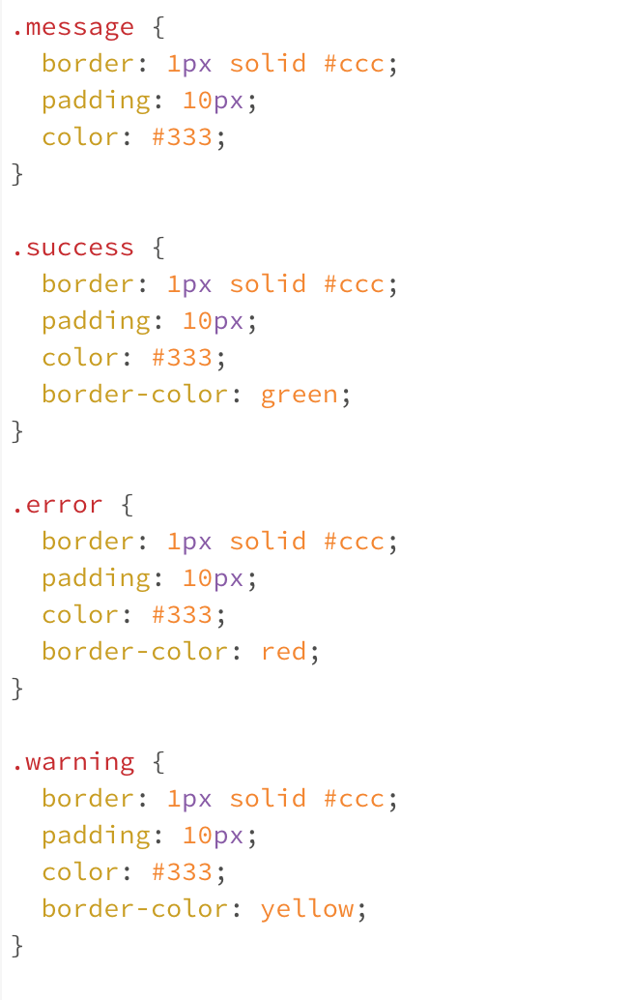 .message {
  border: 1px solid #ccc;
  padding: 10px;
  color: #333;
}

.success {
  border: 1px solid #ccc;
  padding: 10px;
  color: #333;
  border-color: green;
}

.error {
  border: 1px solid #ccc;
  padding: 10px;
  color: #333;
  border-color: red;
}

.warning {
  border: 1px solid #ccc;
  padding: 10px;
  color: #333;
  border-color: yellow;
}